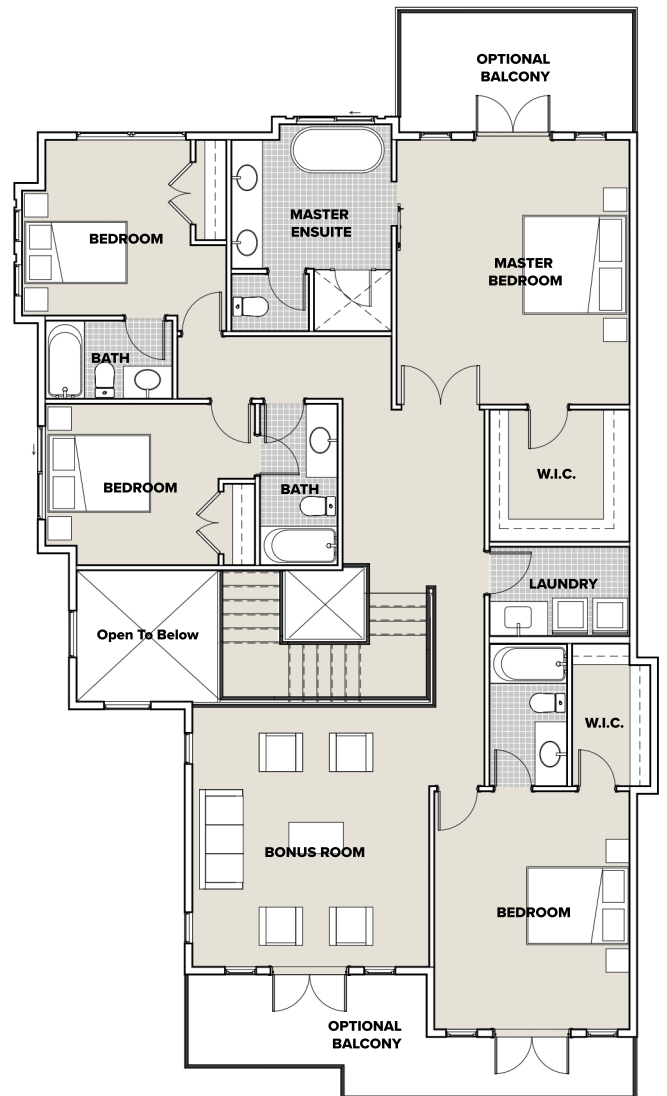 OPTIONAL
BALCONY
MASTER
ENSUITE
BEDROOM
MASTER
BEDROOM
BATH
W.I.C.
BEDROOM
BATH
LAUNDRY
Open To Below
W.I.C.
BONUS ROOM
BEDROOM
OPTIONAL
BALCONY